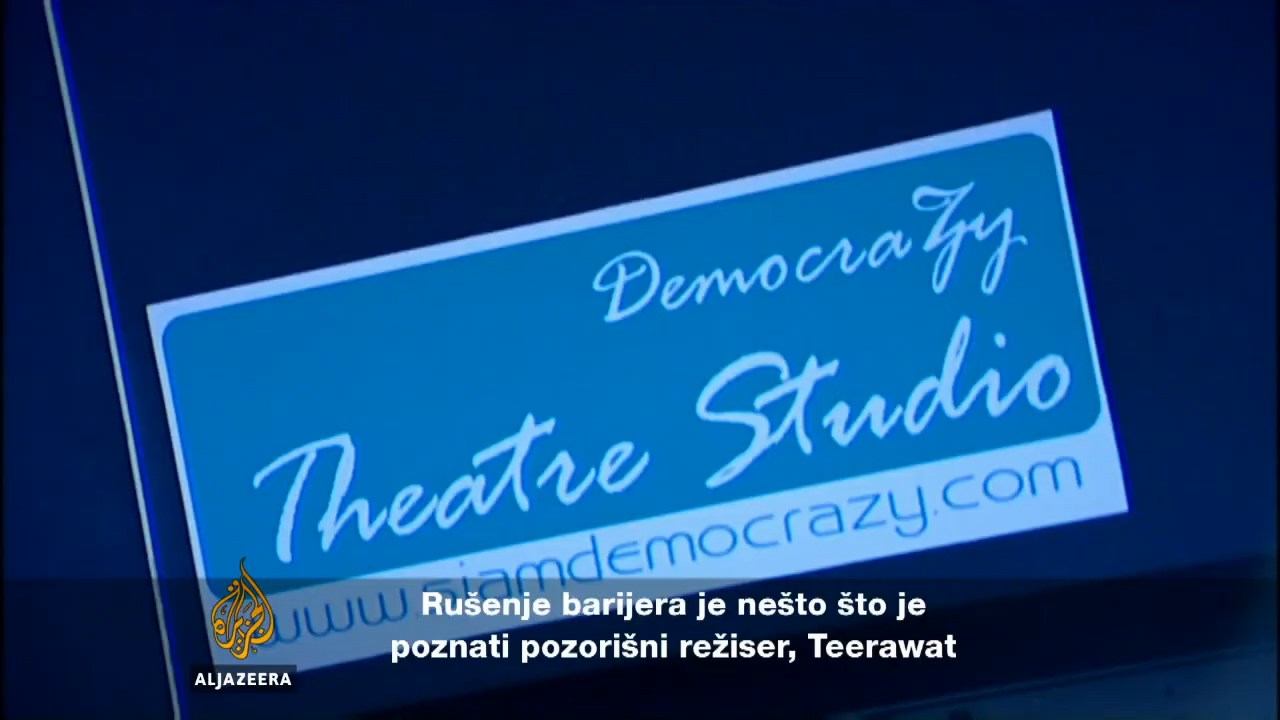 DemocraZy
Theatre Studio
www.siamdemocrazy.com
Rušenje barijera je nešto što je
poznati pozorišni režiser, Teerawat
ALJAZEERA